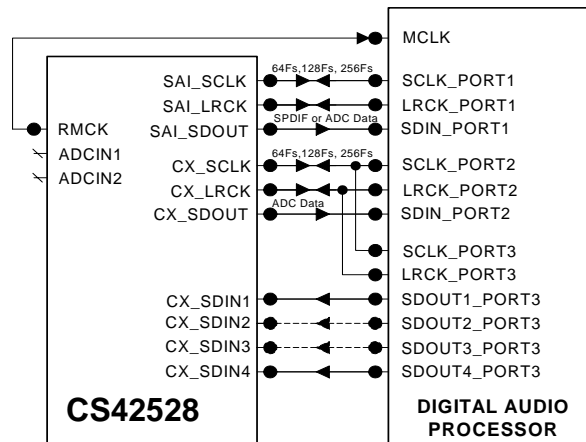 MCLK
64Fs,128Fs, 256Fs
SAI_SCLK
SCLK_PORT1
SAI_LRCK
LRCK_PORT1
SPDIF or ADC Data
RMCK
SAI_SDOUT
SDIN_PORT1
ADCIN1
64Fs,128Fs, 256Fs
CX_SCLK
SCLK_PORT2
ADCIN2
CX_LRCK
LRCK_PORT2
ADC Data
CX_SDOUT
SDIN_PORT2
SCLK_PORT3
LRCK_PORT3
CX_SDIN1
SDOUT1_PORT3
CX_SDIN2
SDOUT2_PORT3
CX_SDIN3
SDOUT3_PORT3
CX_SDIN4
SDOUT4_PORT3
CS42528
DIGITAL AUDIO
PROCESSOR